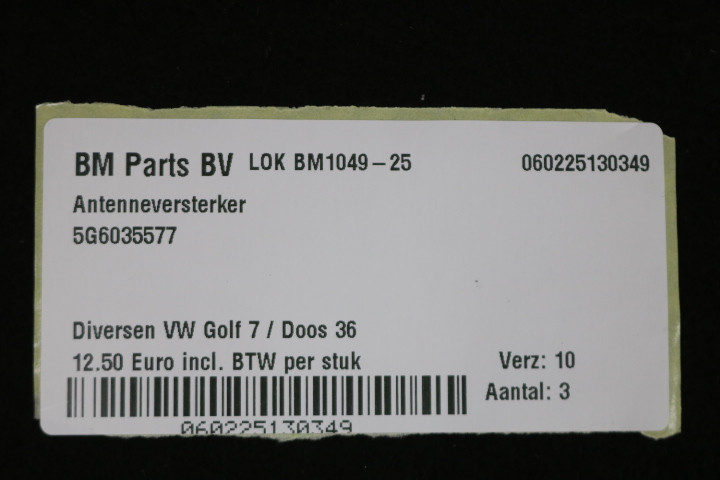 BM Parts BV LOK BM1049-25 060225130349
Antenneversterker
5G6035577
Diversen VW Golf 7 / Doos 36
12.50 Euro incl. BTW per stuk Verz: 10
Aantal: 3
060225130349